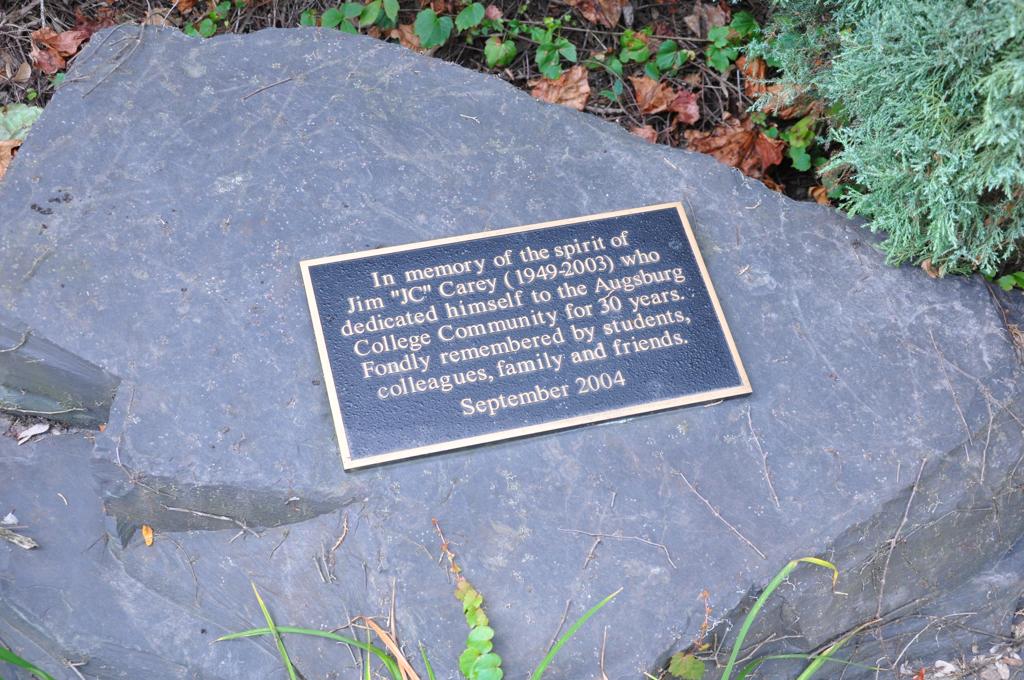 In memory of the spirit of
Jim "JC" Carey (1949-2003) who
dedicated himself to the Augsburg
College Community for 30 years.
Fondly remembered by students,
colleagues, family and friends.
September 2004